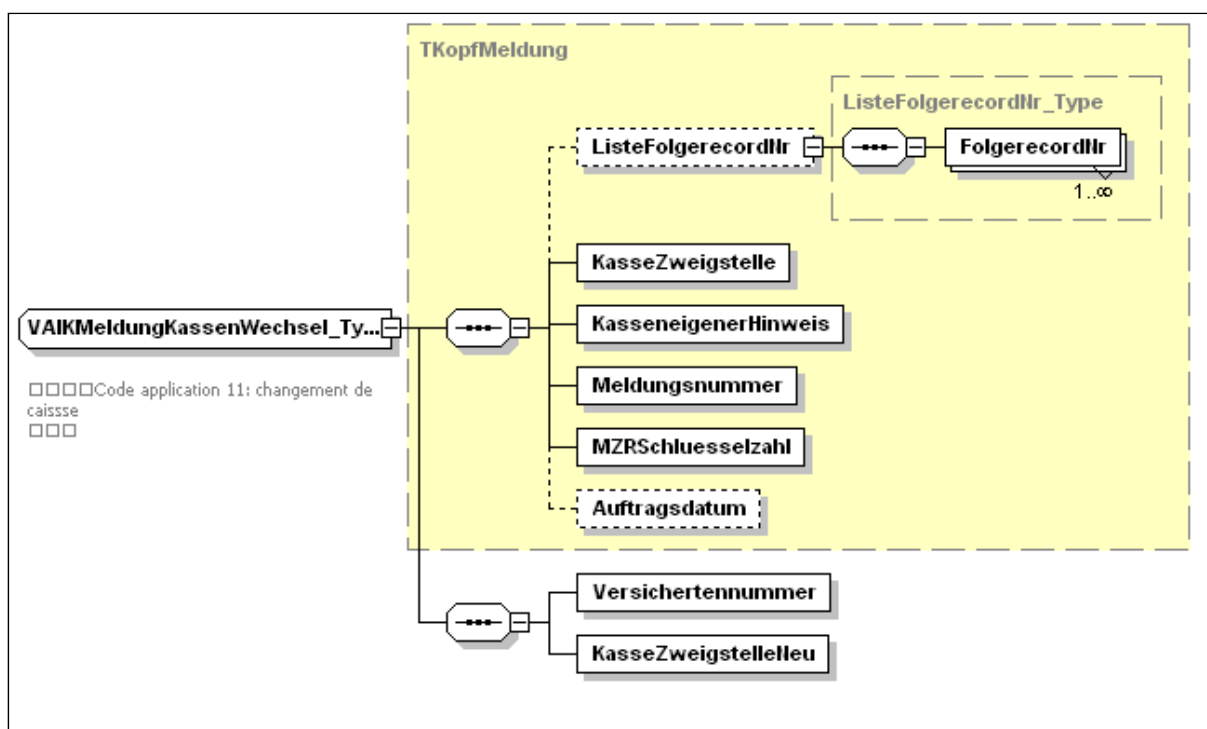 TKopfMeldung
ListeFolgerecordNr_Type
ListeFolgerecordNr
FolgerecordNr
1..∞
KasseZweigstelle
KasseneigenerHinweis
VAIKMeldungKassenWechsel_Ty...
Meldungsnummer
□□□□Code application 11: changement de
caissse
□□□
MZRSchluesselzahl
Auftragsdatum
Versichertennummer
KasseZweigstelleNeu